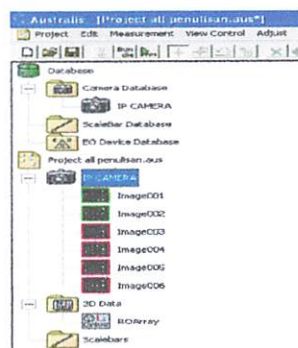 Australis - [Project all penulisan.aus*]
Project Edit Measurement View Control Adjust
Database
Camera Database
IP CAMERA
ScaleBar Database
EO Device Database
Project all penulisan.aus
IP CAMERA
Image001
Image002
Image003
Image004
Image005
Image006
3D Data
BOArray
Scalebars